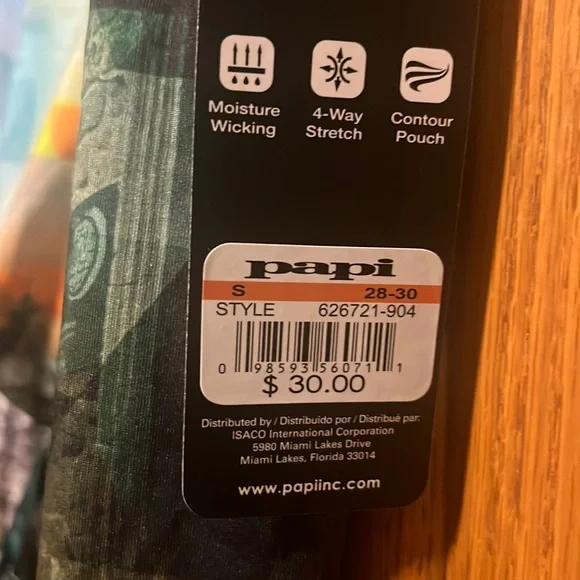 Moisture
Wicking
4-Way
Stretch
Contour
Pouch
papi
S 28-30
STYLE 626721-904
0 98593 56071 1
$ 30.00
Distributed by / Distribuido por / Distribué par:
ISACO International Corporation
5980 Miami Lakes Drive
Miami Lakes, Florida 33014
www.papiinc.com